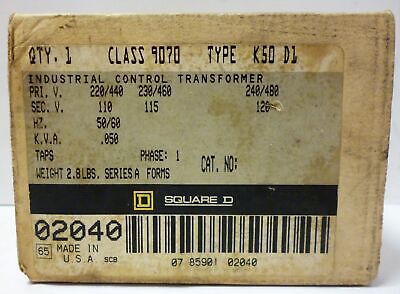 QTY. 1 CLASS 9070 TYPE K50 D1
INDUSTRIAL CONTROL TRANSFORMER
PRI. V. 220/440 230/460 240/480
SEC. V. 110 115 120
HZ. 50/60
K.V.A. .050
TAPS PHASE: 1 CAT. NO:
WEIGHT 2.8 LBS. SERIES A FORMS
D SQUARE D
02040
65 MADE IN U.S.A. SCB
07 85901 02040